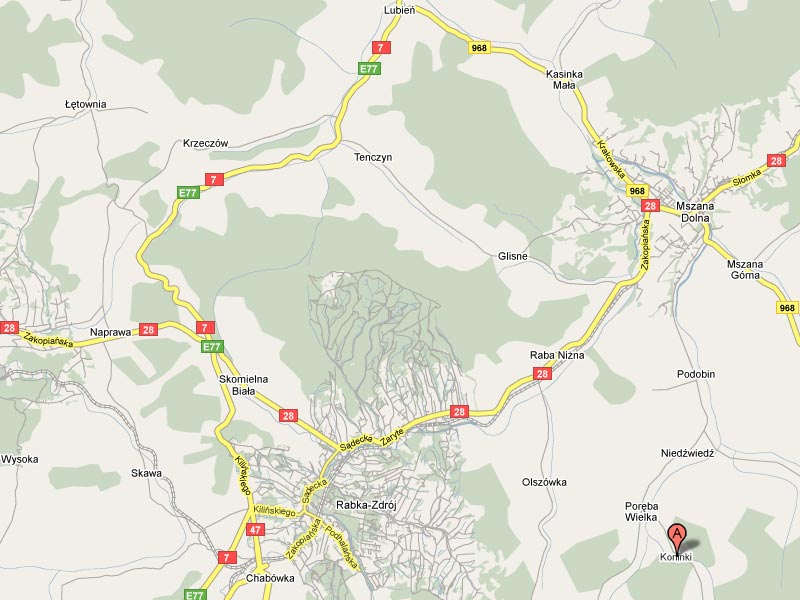 Lubień
7
968
E77
Kasinka
Mała
Łętownia
Krzeczów
Tenczyn
Krakowska
28
Słomka
7
E77
968
28
Mszana
Dolna
Zakopiańska
Glisne
Mszana
Górna
968
28
Zakopiańska
Naprawa
28
7
E77
Raba Niżna
28
Podobin
Skomielna
Biała
28
28
Sądecka
Zaryte
Wysoka
Skawa
Kilińskiego
Sądecka
Niedźwiedź
Olszówka
Rabka-Zdrój
Kilińskiego
Poręba
Wielka
47
Zakopiańska
Podhalańska
A
7
Koninki
Chabówka
E77